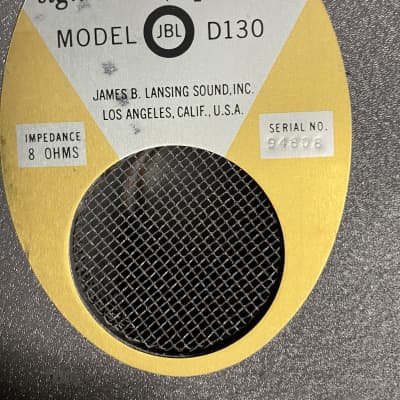 MODEL JBL D130
JAMES B. LANSING SOUND, INC.
LOS ANGELES, CALIF., U.S.A.
IMPEDANCE
8 OHMS
SERIAL NO.
94808